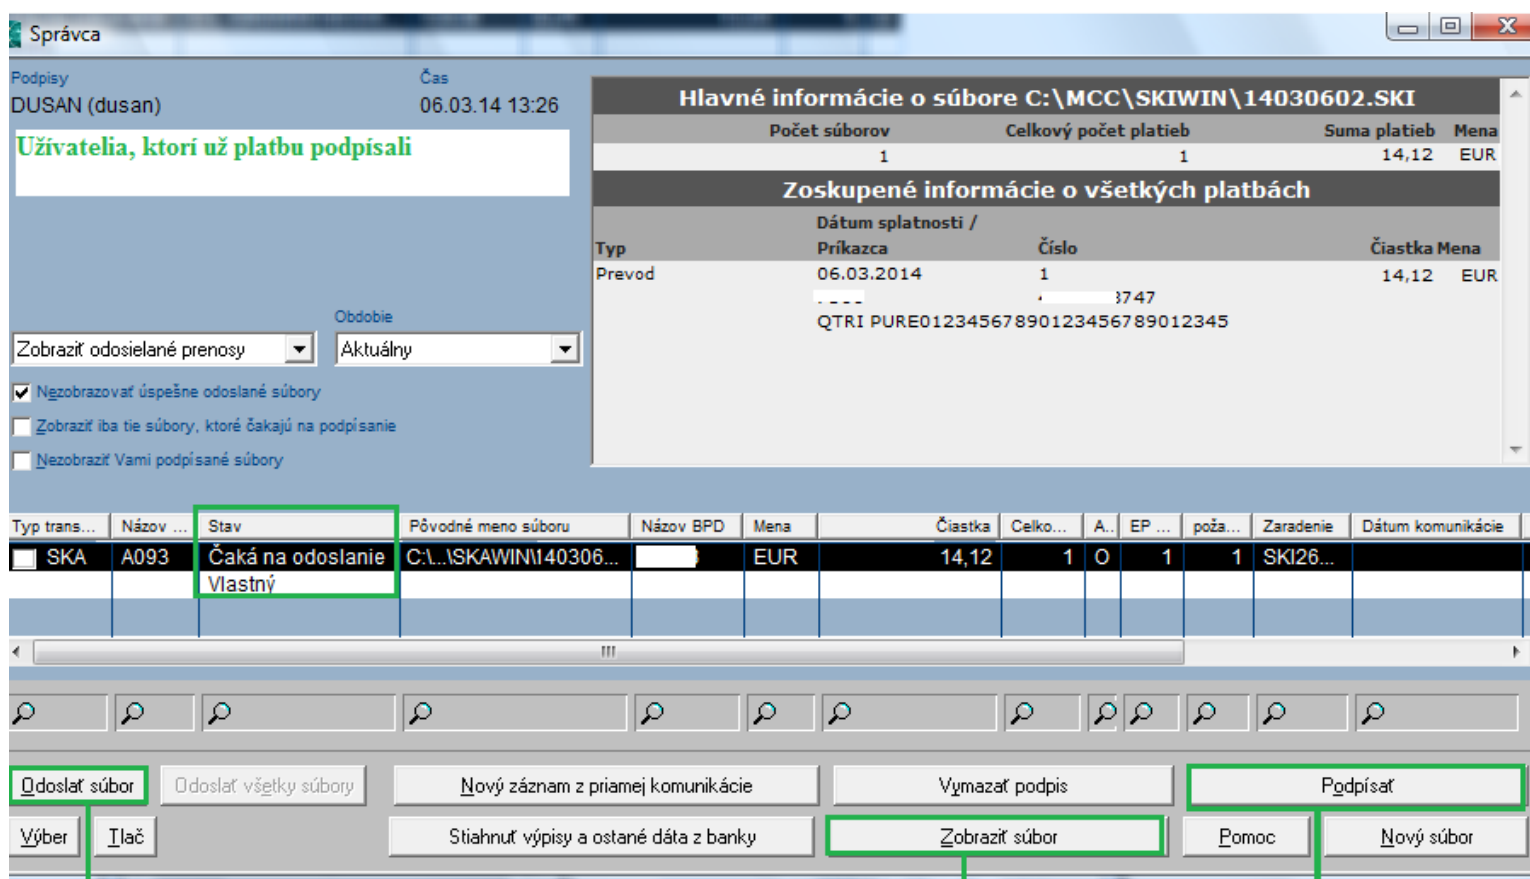 Správca
Podpisy
Čas
DUSAN (dusan)
06.03.14 13:26
Užívatelia, ktorí už platbu podpísali
Hlavné informácie o súbore C:\MCC\SKIWIN\14030602.SKI
Počet súborov Celkový počet platieb Suma platieb Mena
1 1 14,12 EUR
Zoskupené informácie o všetkých platbách
Dátum splatnosti /
Typ Príkazca Číslo Čiastka Mena
Prevod 06.03.2014 1 14,12 EUR
3747
QTRI PURE01234567890123456789012345
Obdobie
Zobraziť odosielané prenosy
Aktuálny
Nezobrazovať úspešne odoslané súbory
Zobraziť iba tie súbory, ktoré čakajú na podpísanie
Nezobraziť Vami podpísané súbory
Typ trans... Názov ... Stav Pôvodné meno súboru Názov BPD Mena Čiastka Celko... A.. EP ... poža... Zaradenie Dátum komunikácie
SKA A093 Čaká na odoslanie C:\...\SKAWIN\140306... EUR 14,12 1 O 1 1 SKI26...
Vlastný
Odoslať súbor Odoslať všetky súbory Nový záznam z priamej komunikácie Vymazať podpis Podpísať
Výber Tlač Stiahnuť výpisy a ostané dáta z banky Zobraziť súbor Pomoc Nový súbor